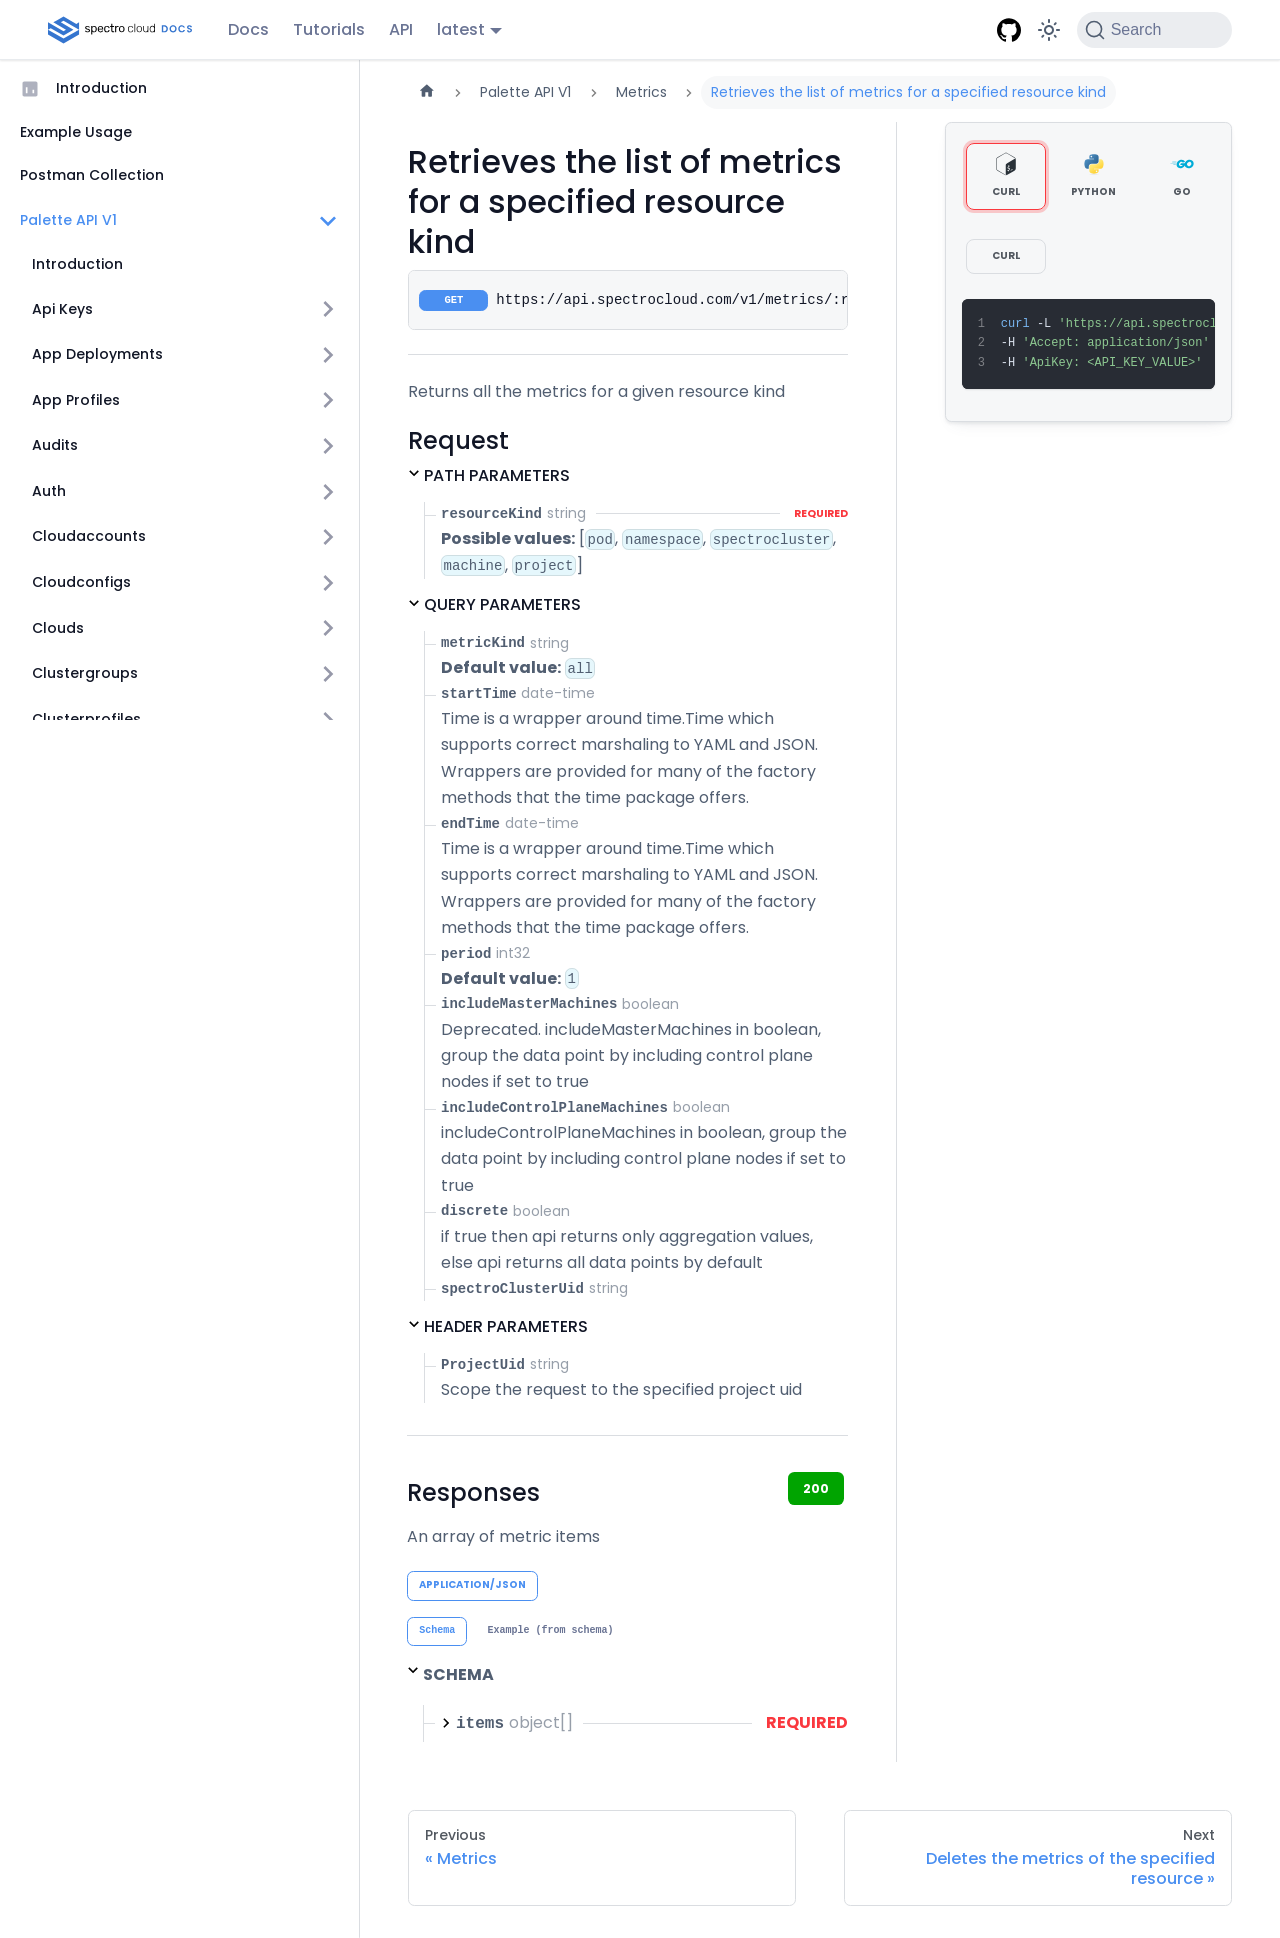 spectro cloud DOCS
Docs
Tutorials
API
latest
Search
Introduction
Example Usage
Postman Collection
Palette API V1
Introduction
Api Keys
App Deployments
App Profiles
Audits
Auth
Cloudaccounts
Cloudconfigs
Clouds
Clustergroups
Clusterprofiles
Palette API V1
Metrics
Retrieves the list of metrics for a specified resource kind
Retrieves the list of metrics
for a specified resource
kind
GET https://api.spectrocloud.com/v1/metrics/:r
Returns all the metrics for a given resource kind
Request
PATH PARAMETERS
resourceKind string REQUIRED
Possible values: [pod, namespace, spectrocluster,
machine, project]
QUERY PARAMETERS
metricKind string
Default value: all
startTime date-time
Time is a wrapper around time.Time which
supports correct marshaling to YAML and JSON.
Wrappers are provided for many of the factory
methods that the time package offers.
endTime date-time
Time is a wrapper around time.Time which
supports correct marshaling to YAML and JSON.
Wrappers are provided for many of the factory
methods that the time package offers.
period int32
Default value: 1
includeMasterMachines boolean
Deprecated. includeMasterMachines in boolean,
group the data point by including control plane
nodes if set to true
includeControlPlaneMachines boolean
includeControlPlaneMachines in boolean, group the
data point by including control plane nodes if set to
true
discrete boolean
if true then api returns only aggregation values,
else api returns all data points by default
spectroClusterUid string
HEADER PARAMETERS
ProjectUid string
Scope the request to the specified project uid
Responses
200
An array of metric items
APPLICATION/JSON
Schema
Example (from schema)
SCHEMA
items object[] REQUIRED
CURL
PYTHON
GO
CURL
1 curl -L 'https://api.spectrocl
2 -H 'Accept: application/json'
3 -H 'ApiKey: <API_KEY_VALUE>'
Previous
« Metrics
Next
Deletes the metrics of the specified
resource »